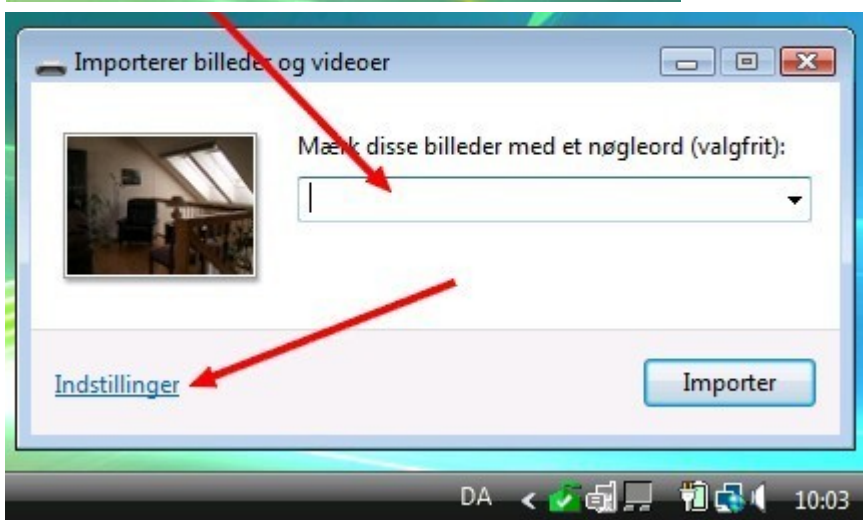 Importerer billeder og videoer
Mærk disse billeder med et nøgleord (valgfrit):
Indstillinger
Importer
DA
10:03